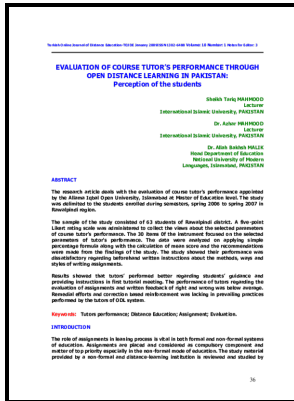 Turkish Online Journal of Distance Education-TOJDE January 2009 ISSN 1302-6488 Volume: 10 Number: 1 Notes for Editor: 2
EVALUATION OF COURSE TUTOR'S PERFORMANCE THROUGH
OPEN DISTANCE LEARNING IN PAKISTAN:
Perception of the students
Sheikh Tariq MAHMOOD
Lecturer
International Islamic University, PAKISTAN
Dr. Azhar MAHMOOD
Lecturer
International Islamic University, PAKISTAN
Dr. Allah Bakhsh MALIK
Head Department of Education
National University of Modern
Languages, Islamabad, PAKISTAN
ABSTRACT
The research article deals with the evaluation of course tutor's performance appointed
by the Allama Iqbal Open University, Islamabad at Master of Education level. The study
was delimited to the students enrolled during semesters, spring 2006 to spring 2007 in
Rawalpindi region.
The sample of the study consisted of 63 students of Rawalpindi district. A five-point
Likert rating scale was administered to collect the views about the selected parameters
of course tutor's performance. The 30 items of the instrument focused on the selected
parameters of tutor's performance. The data were analyzed on applying simple
percentage formula along with the calculation of mean score and the recommendations
were made from the findings of the study. The study showed their performance was
dissatisfactory regarding beforehand written instructions about the methods, ways and
styles of writing assignments.
Results showed that tutors' performed better regarding students' guidance and
providing instructions in first tutorial meeting. The performance of tutors regarding the
evaluation of assignments and written feedback of right and wrong was below average.
Remedial efforts and correction based reinforcement was lacking in prevailing practices
performed by the tutors of ODL system.
Keywords: Tutors performance; Distance Education; Assignment; Evaluation.
INTRODUCTION
The role of assignments in learning process is vital in both formal and non-formal systems
of education. Assignments are placed and considered as compulsory component and
matter of top priority especially in the non-formal mode of education. The study material
provided by a non-formal and distance-learning institution is reviewed and studied by
36